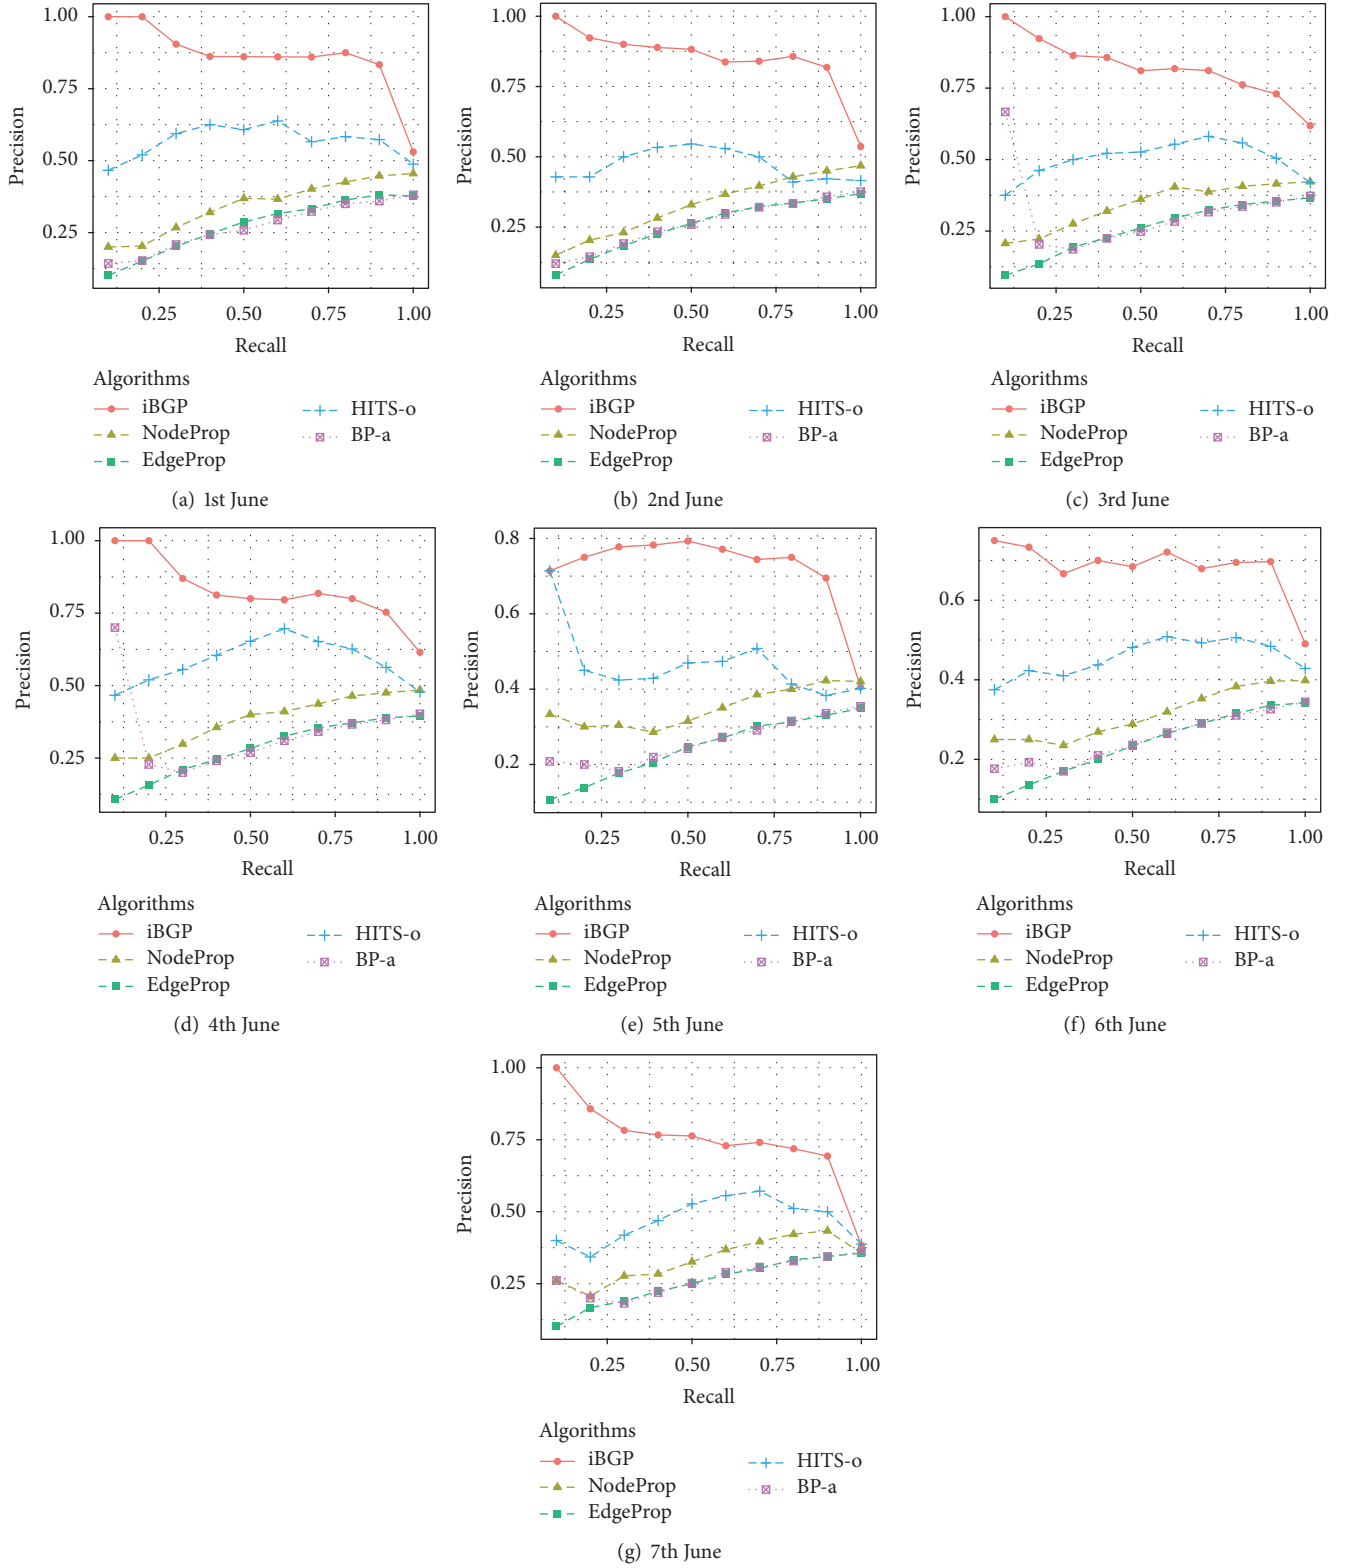 1.00
0.75
0.50
0.25
Precision
0.25 0.50 0.75 1.00
Recall
Algorithms
iBGP
NodeProp
EdgeProp
HITS-o
BP-a
(a) 1st June
1.00
0.75
0.50
0.25
Precision
0.25 0.50 0.75 1.00
Recall
Algorithms
iBGP
NodeProp
EdgeProp
HITS-o
BP-a
(b) 2nd June
1.00
0.75
0.50
0.25
Precision
0.25 0.50 0.75 1.00
Recall
Algorithms
iBGP
NodeProp
EdgeProp
HITS-o
BP-a
(c) 3rd June
1.00
0.75
0.50
0.25
Precision
0.25 0.50 0.75 1.00
Recall
Algorithms
iBGP
NodeProp
EdgeProp
HITS-o
BP-a
(d) 4th June
0.8
0.6
0.4
0.2
Precision
0.25 0.50 0.75 1.00
Recall
Algorithms
iBGP
NodeProp
EdgeProp
HITS-o
BP-a
(e) 5th June
0.6
0.4
0.2
Precision
0.25 0.50 0.75 1.00
Recall
Algorithms
iBGP
NodeProp
EdgeProp
HITS-o
BP-a
(f) 6th June
1.00
0.75
0.50
0.25
Precision
0.25 0.50 0.75 1.00
Recall
Algorithms
iBGP
NodeProp
EdgeProp
HITS-o
BP-a
(g) 7th June